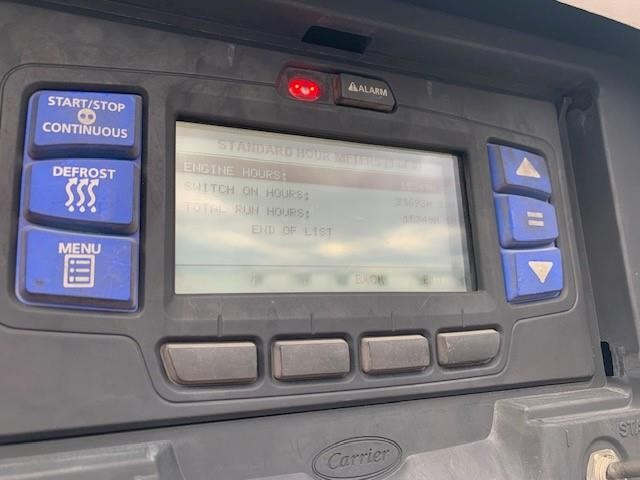 START/STOP
CONTINUOUS
DEFROST
MENU
ALARM
STANDARD HOUR METERS
ENGINE HOURS:
SWITCH ON HOURS:
TOTAL RUN HOURS:
END OF LIST
BACK
Carrier